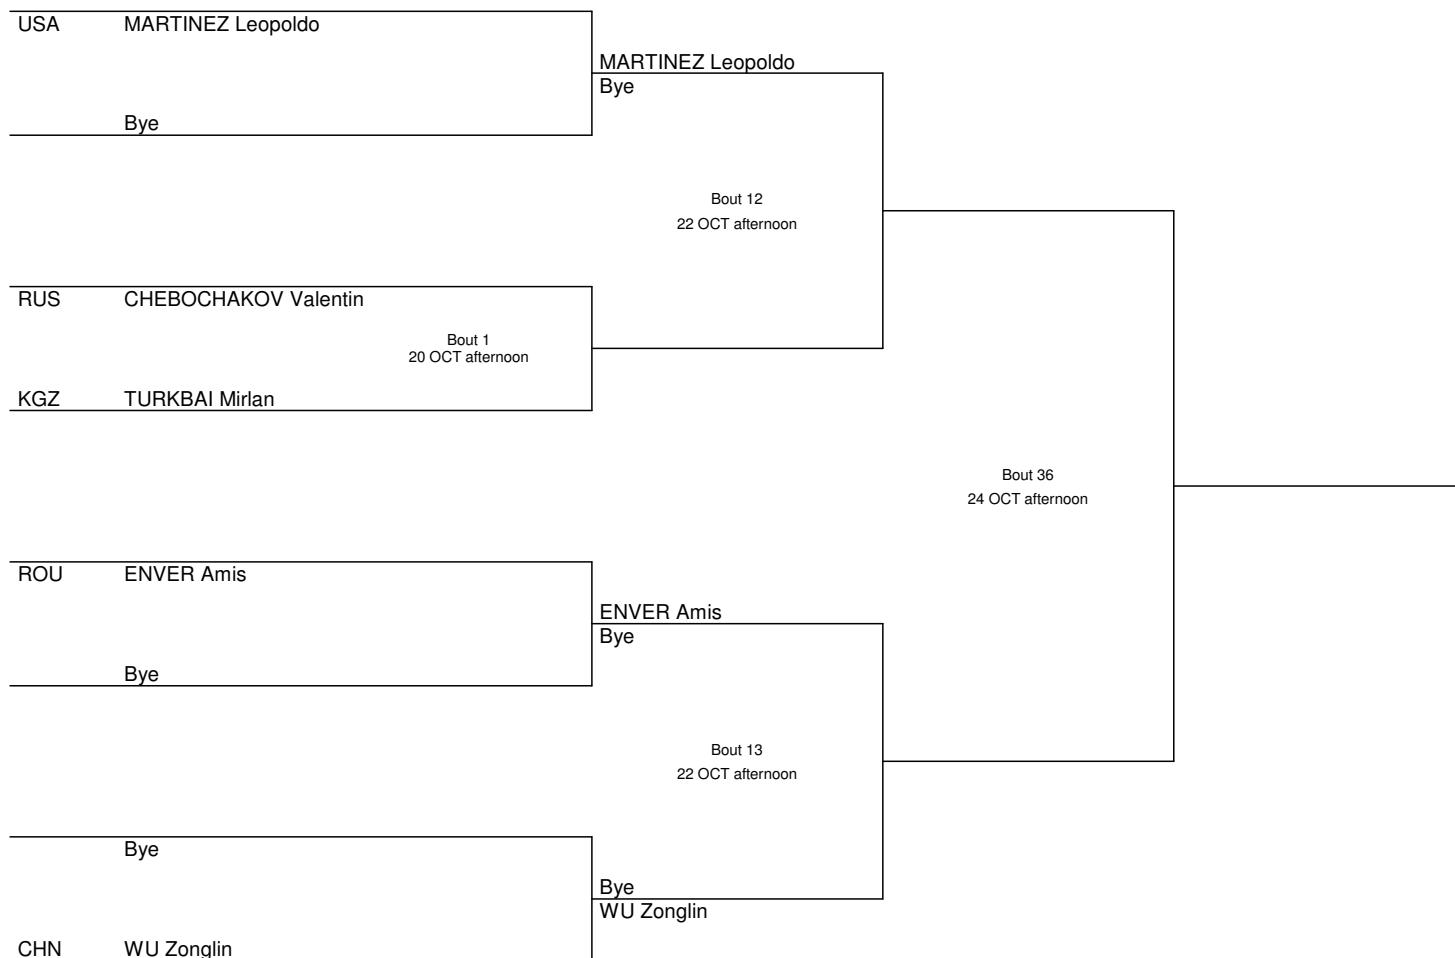 USA MARTINEZ Leopoldo
MARTINEZ Leopoldo
Bye
Bye
Bout 12
22 OCT afternoon
RUS CHEBOCHAKOV Valentin
Bout 1
20 OCT afternoon
KGZ TURKBAI Mirlan
Bout 36
24 OCT afternoon
ROU ENVER Amis
ENVER Amis
Bye
Bye
Bout 13
22 OCT afternoon
Bye
Bye
WU Zonglin
CHN WU Zonglin